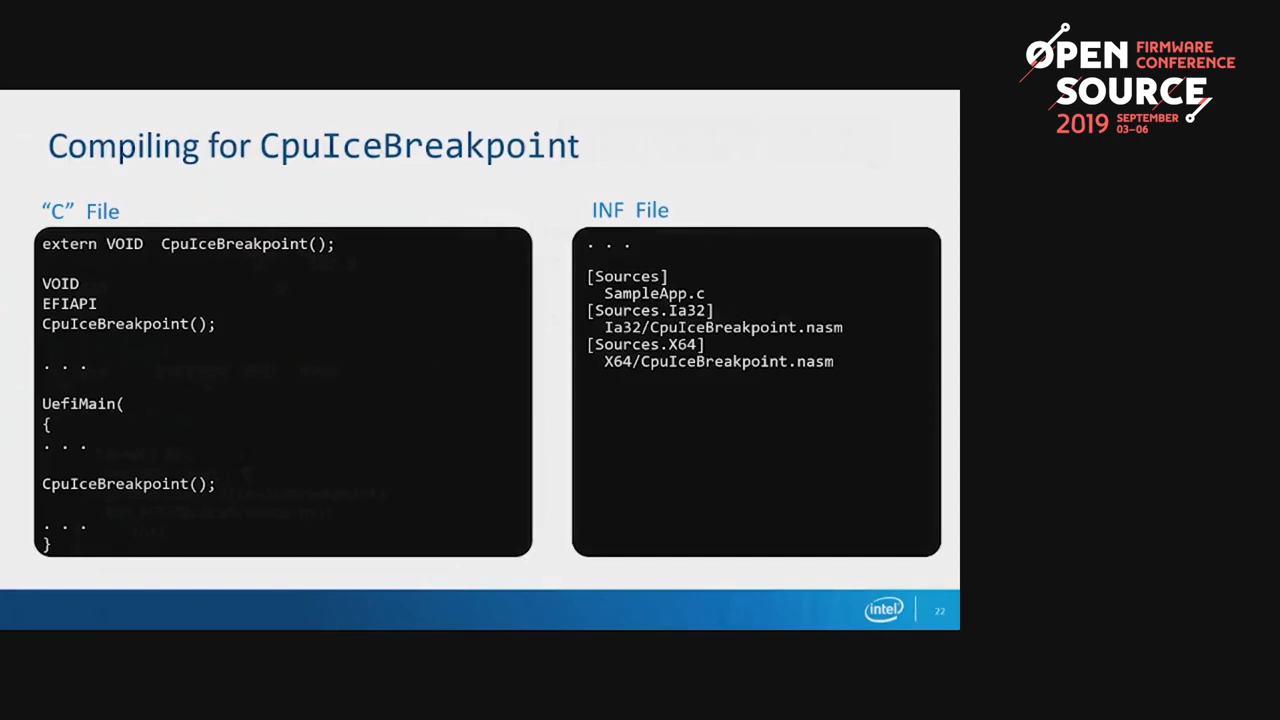 OPEN FIRMWARE
CONFERENCE
SOURCE
2019 SEPTEMBER
03–06
Compiling for CpuIceBreakpoint
“C” File
extern VOID  CpuIceBreakpoint();
VOID
EFIAPI
CpuIceBreakpoint();
. . .
UefiMain(
{
. . .
CpuIceBreakpoint();
. . .
}
INF File
. . .
[Sources]
SampleApp.c
[Sources.Ia32]
Ia32/CpuIceBreakpoint.nasm
[Sources.X64]
X64/CpuIceBreakpoint.nasm
intel
22